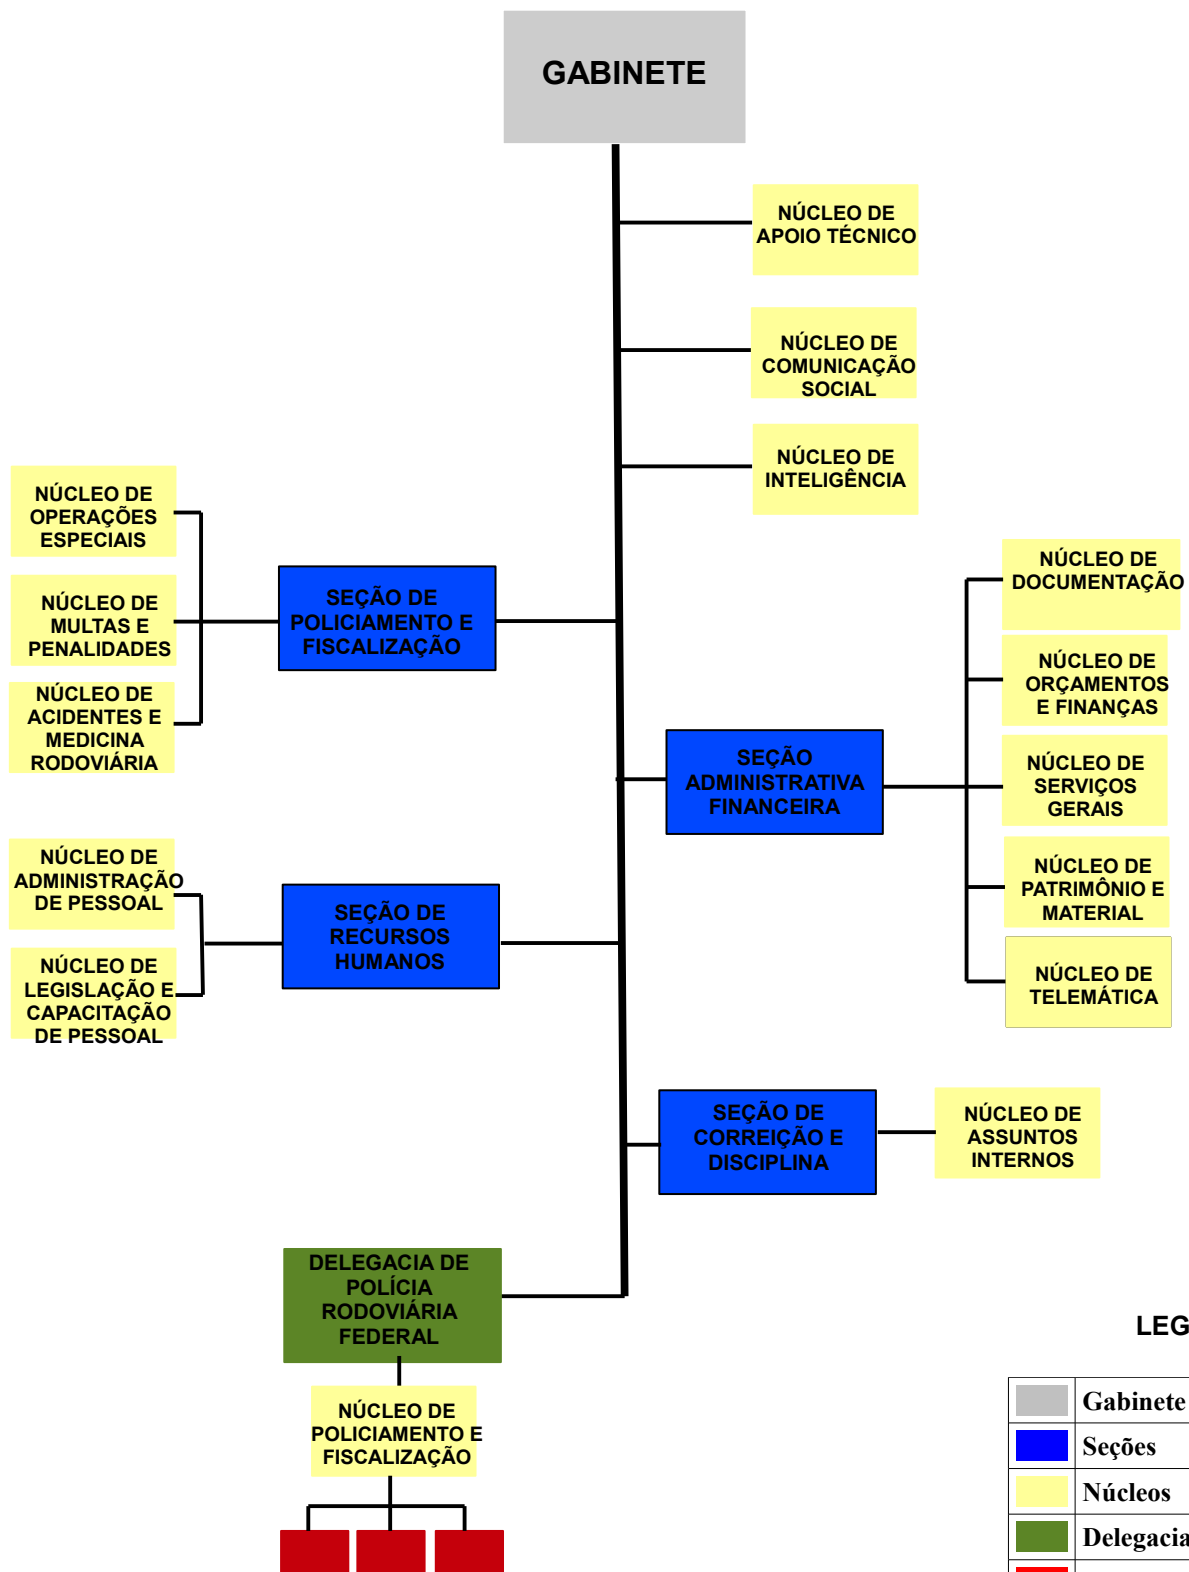 GABINETE
NÚCLEO DE
APOIO TÉCNICO
NÚCLEO DE
COMUNICAÇÃO
SOCIAL
NÚCLEO DE
INTELIGÊNCIA
NÚCLEO DE
OPERAÇÕES
ESPECIAIS
NÚCLEO DE
MULTAS E
PENALIDADES
NÚCLEO DE
ACIDENTES E
MEDICINA
RODOVIÁRIA
SEÇÃO DE
POLICIAMENTO E
FISCALIZAÇÃO
NÚCLEO DE
DOCUMENTAÇÃO
NÚCLEO DE
ORÇAMENTOS
E FINANÇAS
NÚCLEO DE
SERVIÇOS
GERAIS
NÚCLEO DE
PATRIMÔNIO E
MATERIAL
NÚCLEO DE
TELEMÁTICA
SEÇÃO
ADMINISTRATIVA
FINANCEIRA
NÚCLEO DE
ADMINISTRAÇÃO
DE PESSOAL
NÚCLEO DE
LEGISLAÇÃO E
CAPACITAÇÃO
DE PESSOAL
SEÇÃO DE
RECURSOS
HUMANOS
SEÇÃO DE
CORREIÇÃO E
DISCIPLINA
NÚCLEO DE
ASSUNTOS
INTERNOS
DELEGACIA DE
POLÍCIA
RODOVIÁRIA
FEDERAL
NÚCLEO DE
POLICIAMENTO E
FISCALIZAÇÃO
LEG
Gabinete
Seções
Núcleos
Delegacia